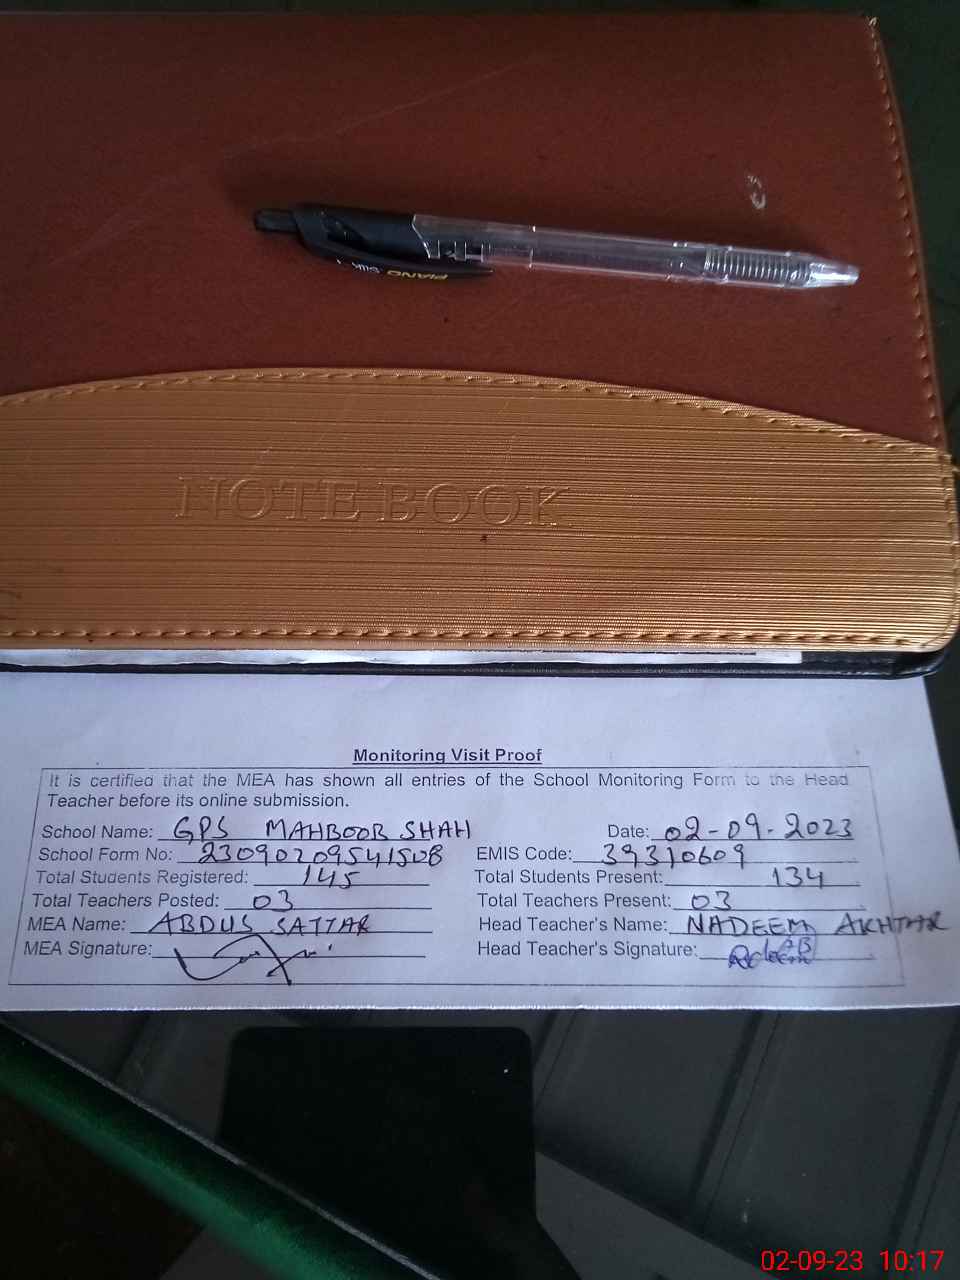 PIANO Silk-1
NOTE BOOK
Monitoring Visit Proof
It is certified that the MEA has shown all entries of the School Monitoring Form to the Head
Teacher before its online submission.
School Name: GPS MAHBOOB SHAH Date: 02-09-2023
School Form No: 23090209541508 EMIS Code: 39310609
Total Students Registered: 145 Total Students Present: 134
Total Teachers Posted: 03 Total Teachers Present: 03
MEA Name: ABDUS SATTAR Head Teacher's Name: NADEEM AKHTAR
MEA Signature: Head Teacher's Signature:
02-09-23 10:17